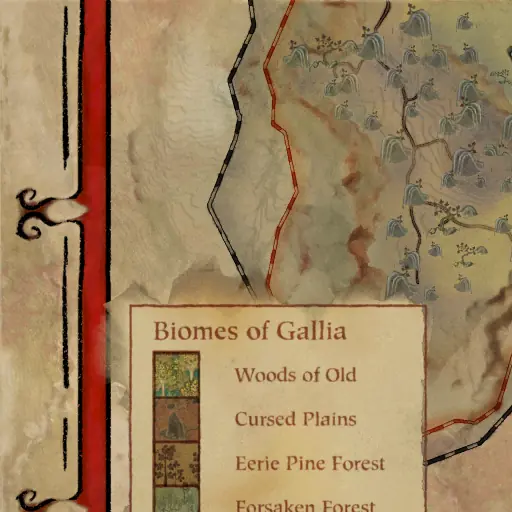 Biomes of Gallia
Woods of Old
Cursed Plains
Eerie Pine Forest
Forsaken Forest